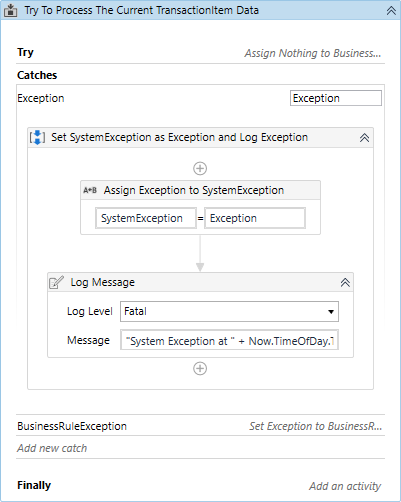 Try To Process The Current TransactionItem Data
Try Assign Nothing to Business...
Catches
Exception Exception
Set SystemException as Exception and Log Exception
A+B Assign Exception to SystemException
SystemException = Exception
Log Message
Log Level Fatal
Message "System Exception at " + Now.TimeOfDay.T
BusinessRuleException Set Exception to BusinessR...
Add new catch
Finally Add an activity